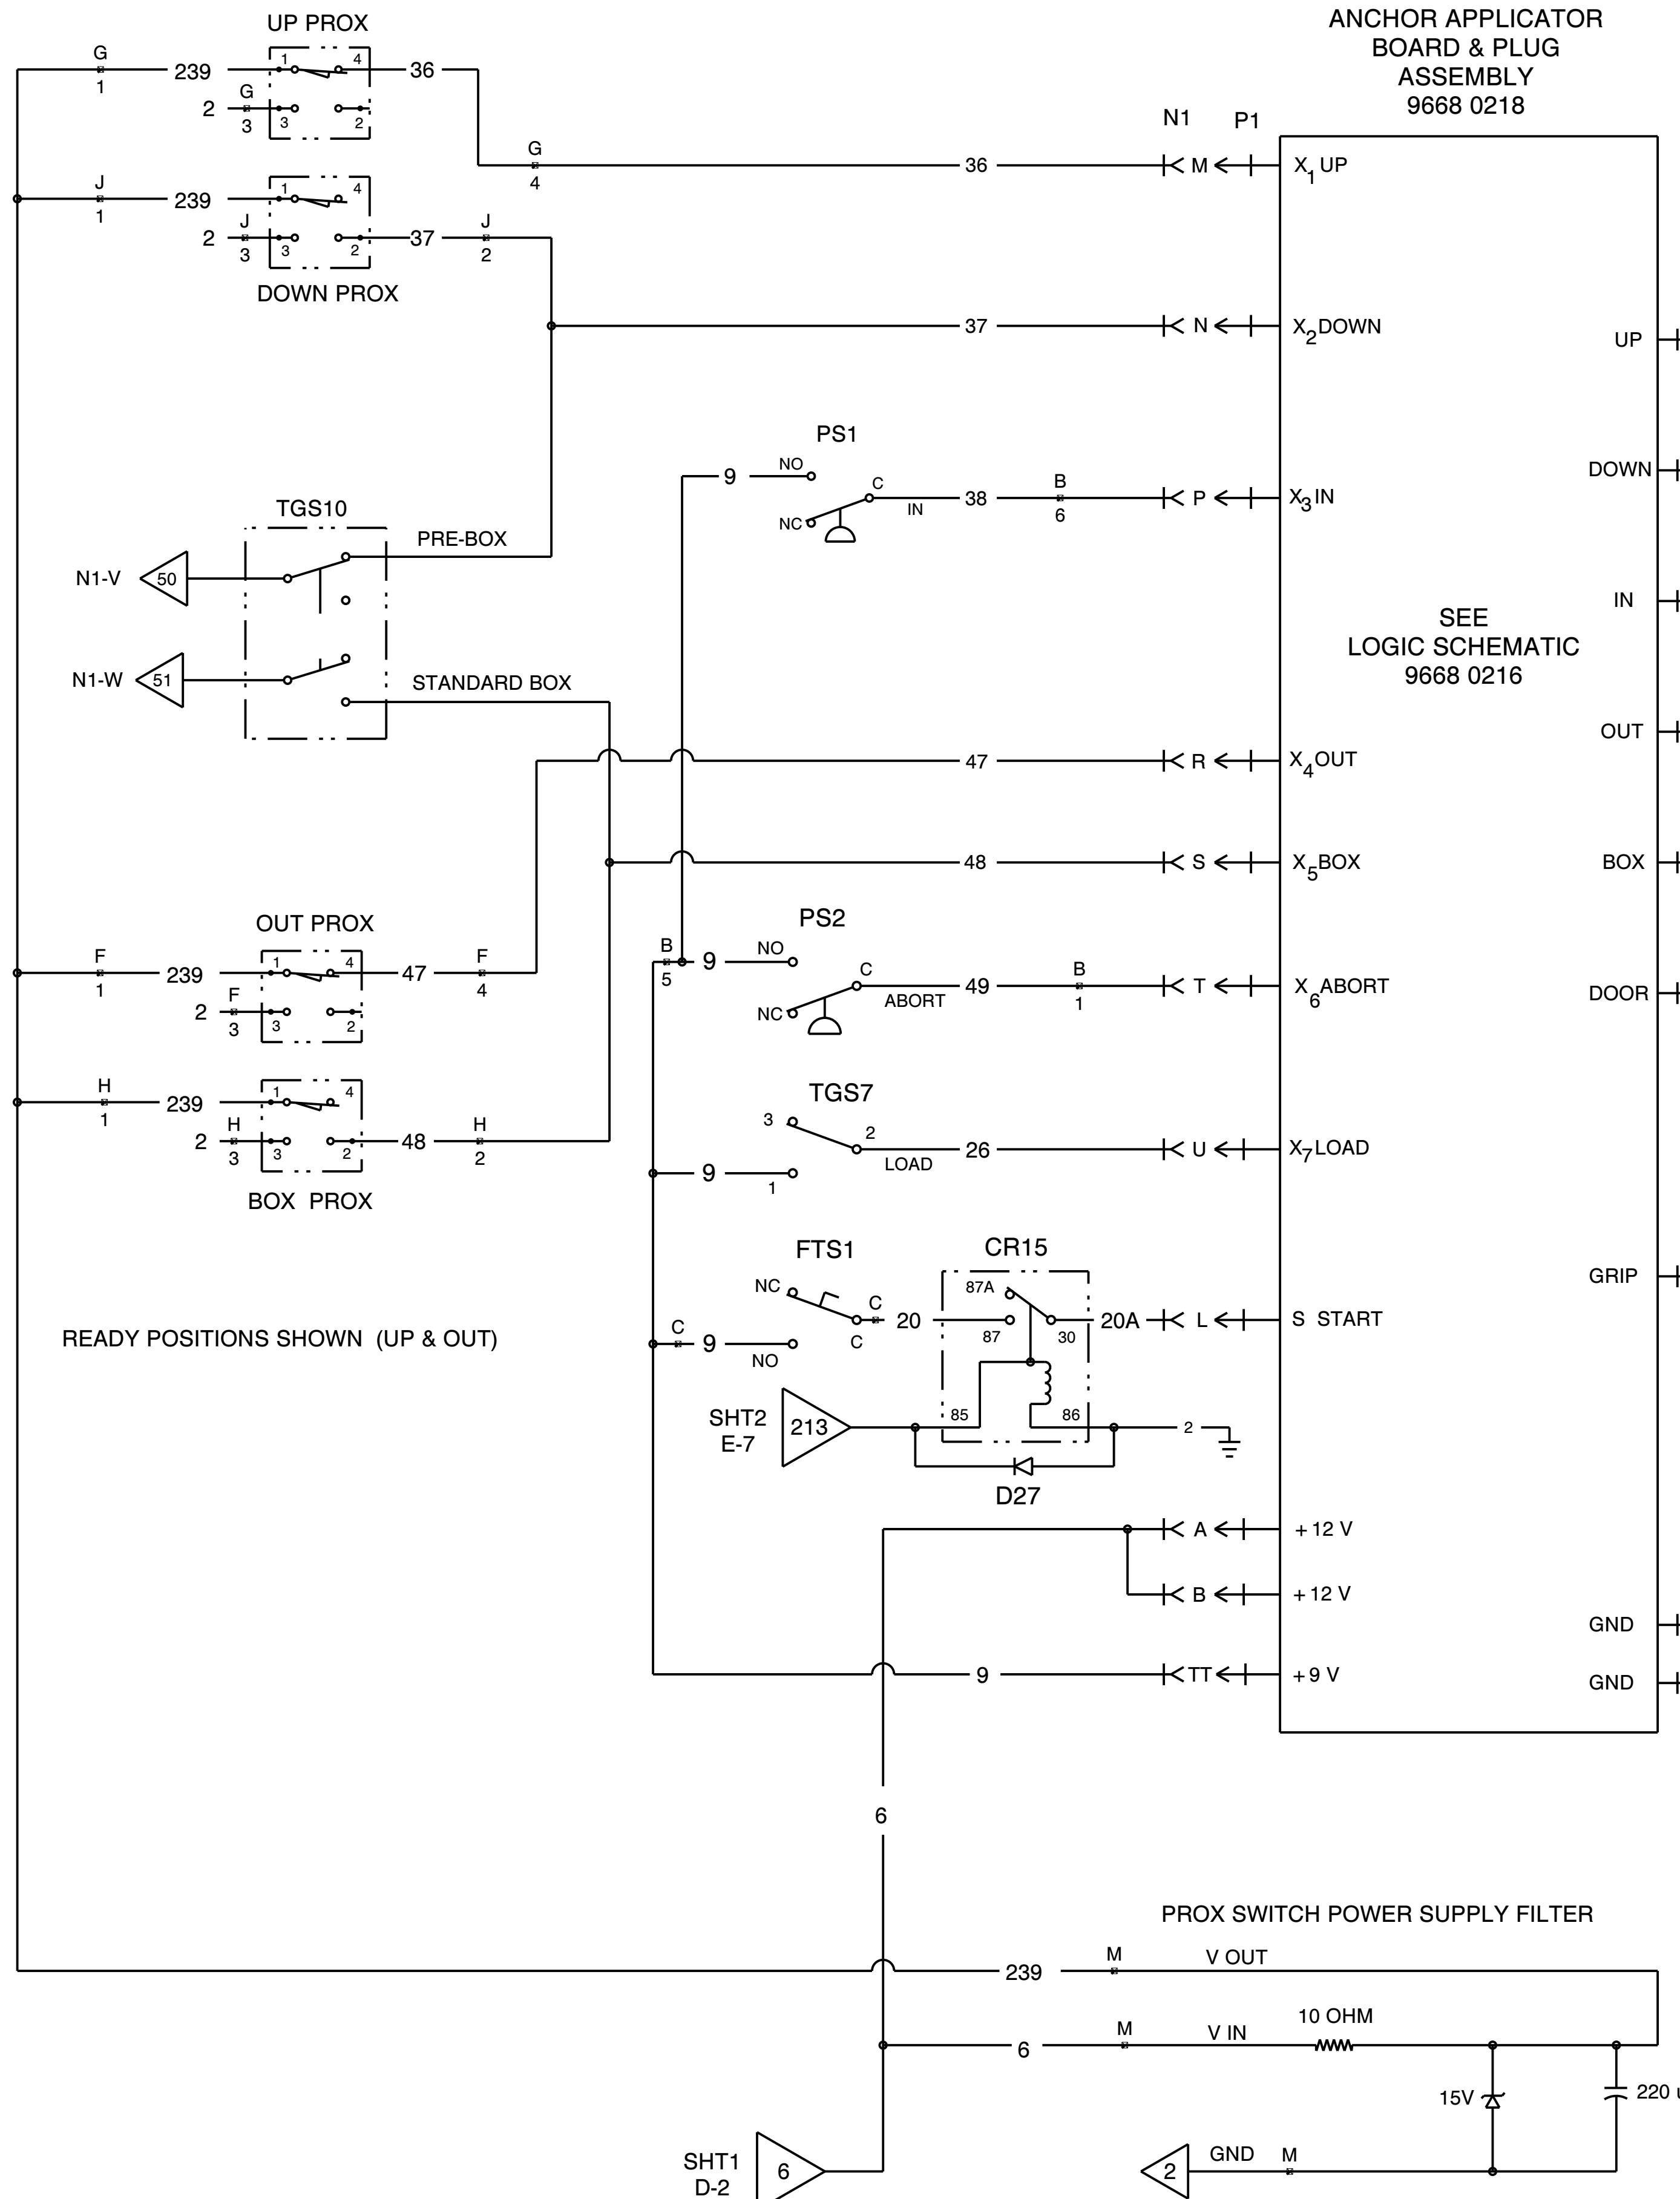 UP PROX
ANCHOR APPLICATOR
BOARD & PLUG
ASSEMBLY
9668 0218
G
1
239
1
4
36
2
G
3
3
2
N1
P1
G
4
36
M
X1 UP
J
1
239
1
4
2
J
3
3
2
37
J
2
DOWN PROX
37
N
X2 DOWN
UP
PS1
9
NO
C
IN
NC
38
B
6
P
X3 IN
DOWN
TGS10
PRE-BOX
N1-V
50
IN
SEE
LOGIC SCHEMATIC
9668 0216
N1-W
51
STANDARD BOX
OUT
47
R
X4 OUT
48
S
X5 BOX
BOX
OUT PROX
PS2
F
1
239
1
4
47
F
4
B
5
9
NO
C
ABORT
NC
49
B
1
T
X6 ABORT
DOOR
2
F
3
3
2
H
1
239
1
4
TGS7
3
2
LOAD
26
U
X7 LOAD
2
H
3
3
2
48
H
2
9
1
BOX PROX
FTS1
CR15
NC
C
C
20
87A
87
30
20A
L
S START
GRIP
READY POSITIONS SHOWN (UP & OUT)
C
9
NO
SHT2
E-7
213
85
86
2
D27
A
+12 V
B
+12 V
GND
9
TT
+9 V
GND
6
PROX SWITCH POWER SUPPLY FILTER
239
M
V OUT
10 OHM
6
M
V IN
15V
220
SHT1
D-2
6
2
GND
M